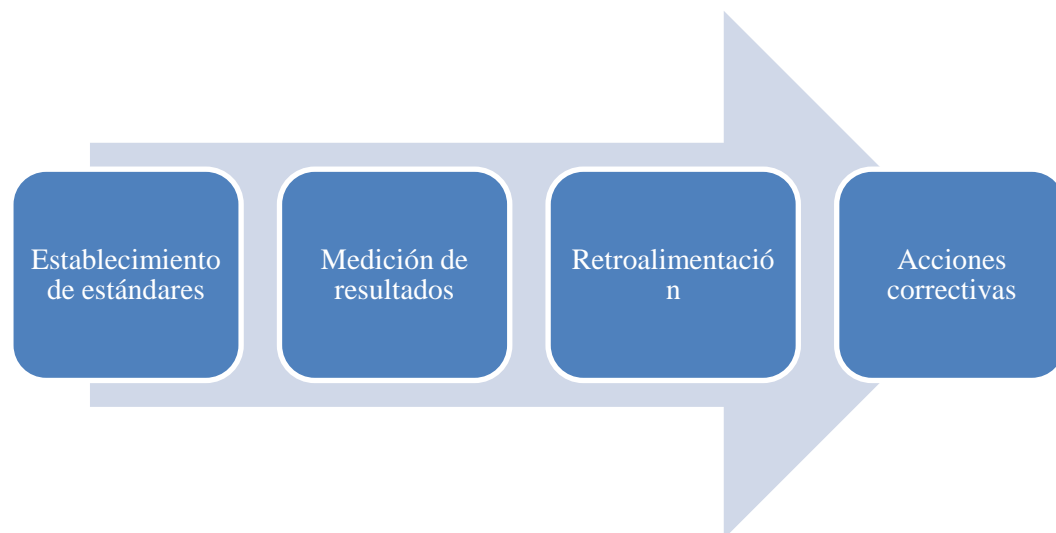 Establecimiento
de estándares
Medición de
resultados
Retroalimentació
n
Acciones
correctivas